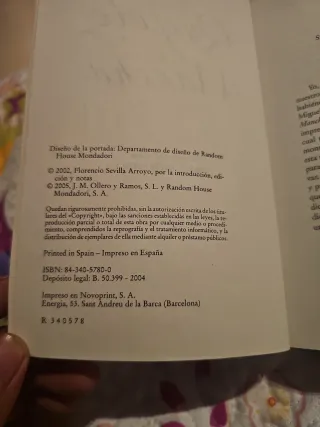 Diseño de la portada: Departamento de diseño de Random
House Mondadori
© 2002, Florencio Sevilla Arroyo, por la introducción, edi-
ción y notas
© 2005, J. M. Ollero y Ramos, S. L. y Random House
Mondadori, S. A.
Quedan rigurosamente prohibidas, sin la autorización escrita de los titu-
lares del «Copyright», bajo las sanciones establecidas en las leyes, la re-
producción parcial o total de esta obra por cualquier medio o procedi-
miento, comprendidos la reprografía y el tratamiento informático, y la
distribución de ejemplares de ella mediante alquiler o préstamos públicos.
Printed in Spain – Impreso en España
ISBN: 84-340-5780-0
Depósito legal: B. 50.399 - 2004
Impreso en Novoprint, S. A.
Energía, 53. Sant Andreu de la Barca (Barcelona)
R 340578